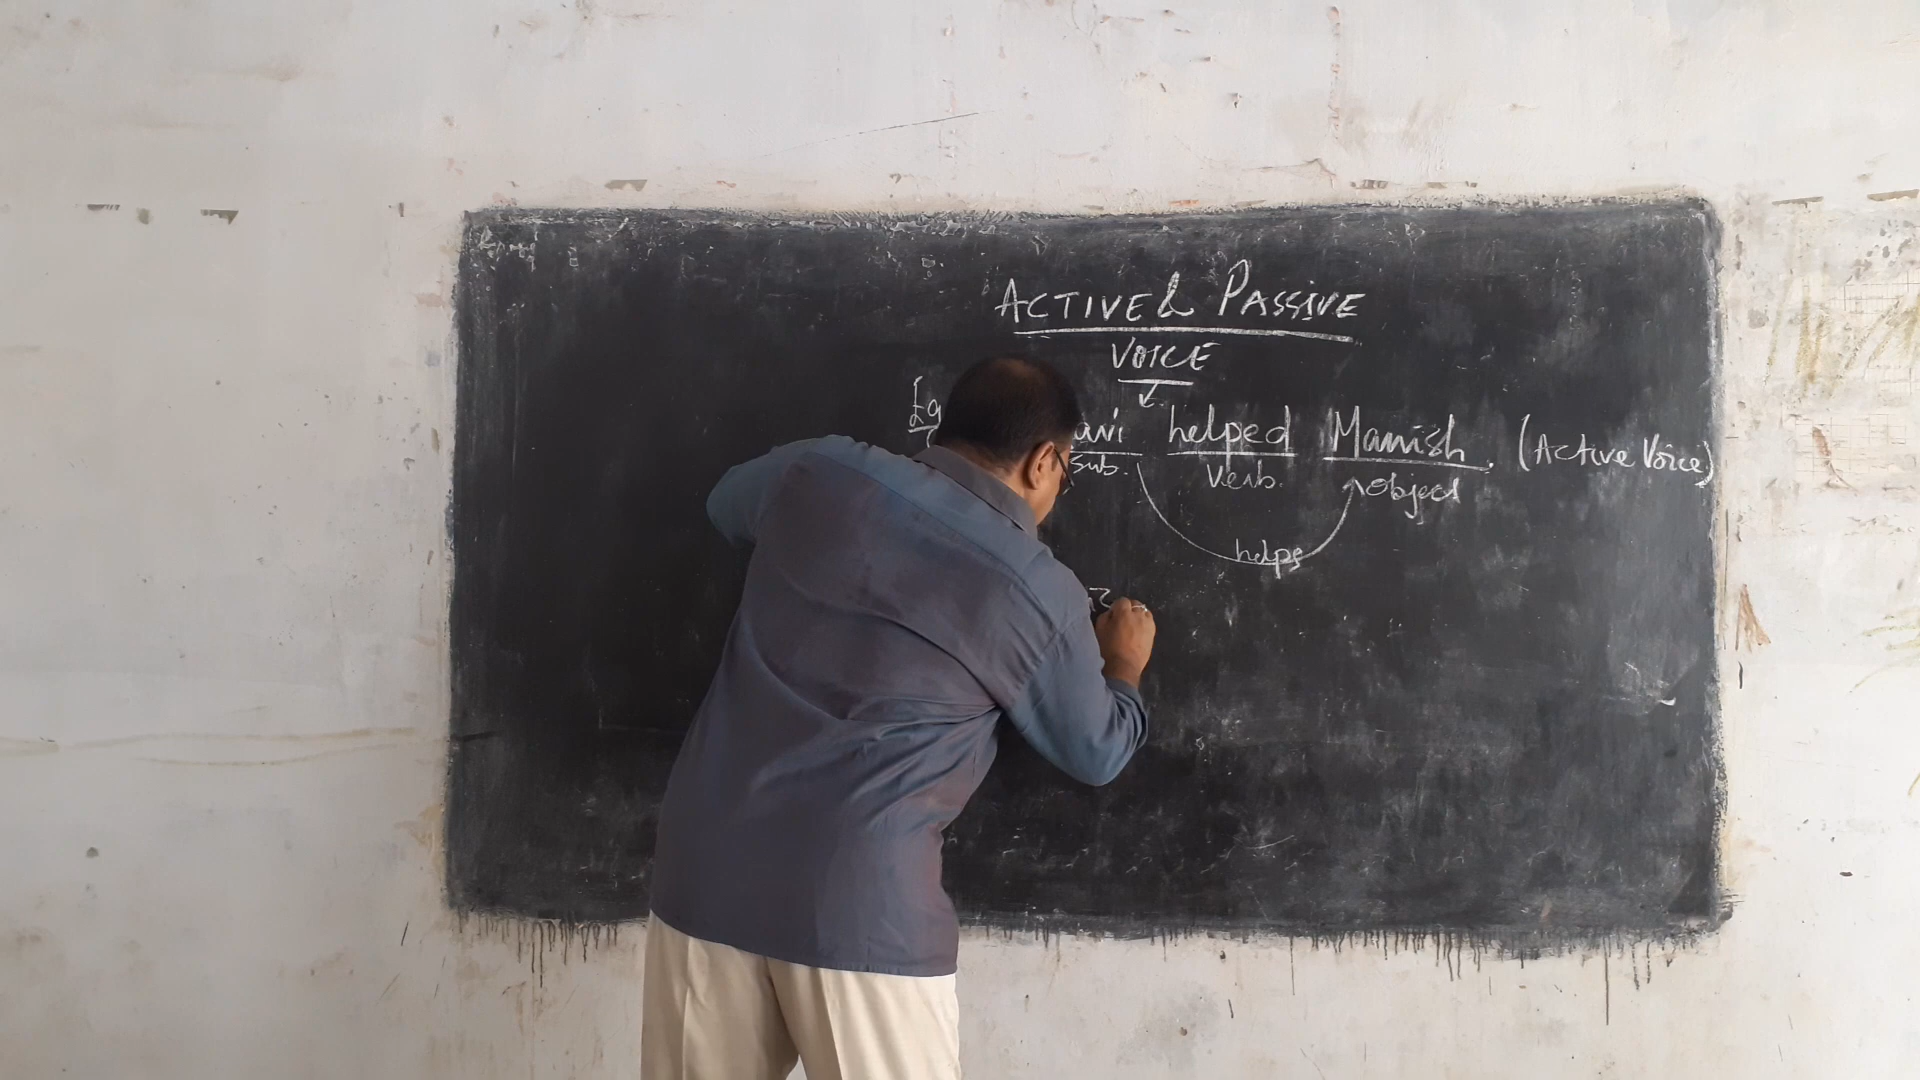 ACTIVE & PASSIVE
VOICE
helped Manish. (Active Voice)
sub. Verb. object
helps